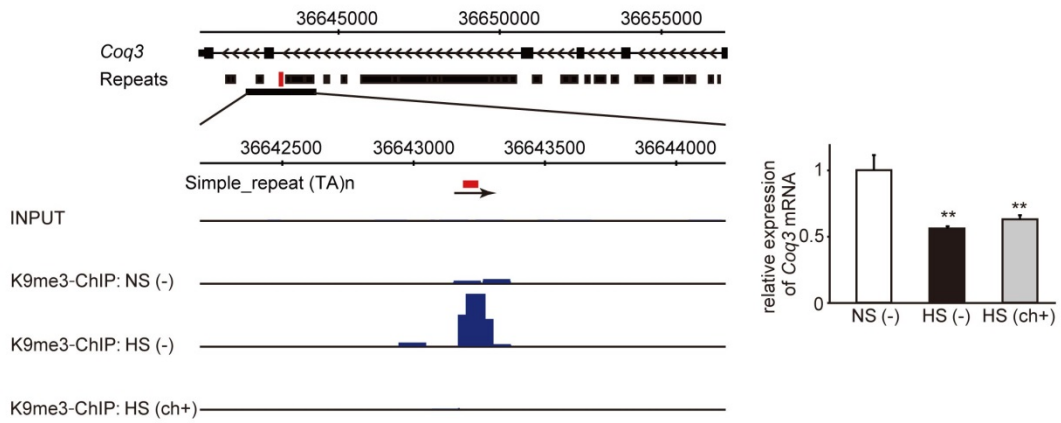 36645000 36650000 36655000
Coq3
Repeats
36642500 36643000 36643500 36644000
Simple_repeat (TA)n
INPUT
K9me3-ChIP: NS (-)
K9me3-ChIP: HS (-)
K9me3-ChIP: HS (ch+)
relative expression
of Coq3 mRNA
1
0.5
0
**
**
NS (-) HS (-) HS (ch+)